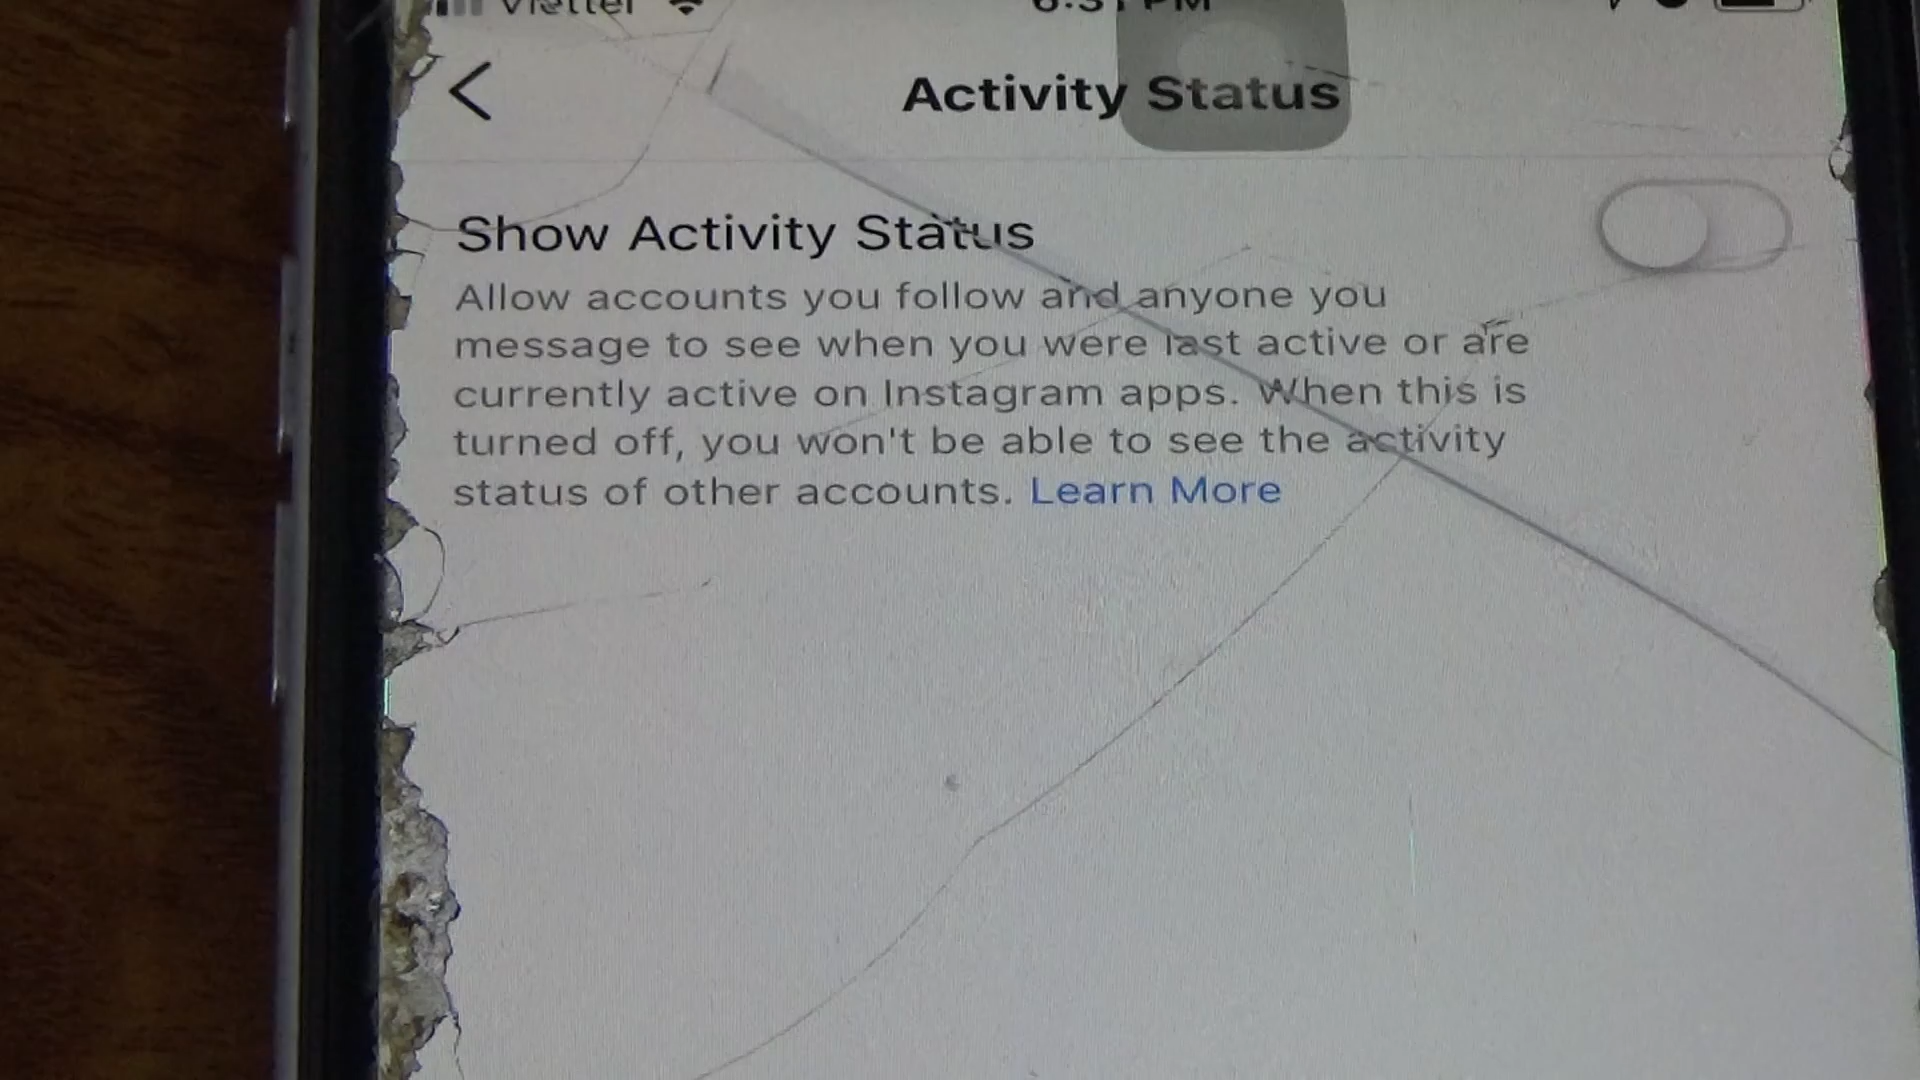 Viettel PM
Activity Status
Show Activity Status
Allow accounts you follow and anyone you
message to see when you were last active or are
currently active on Instagram apps. When this is
turned off, you won't be able to see the activity
status of other accounts. Learn More